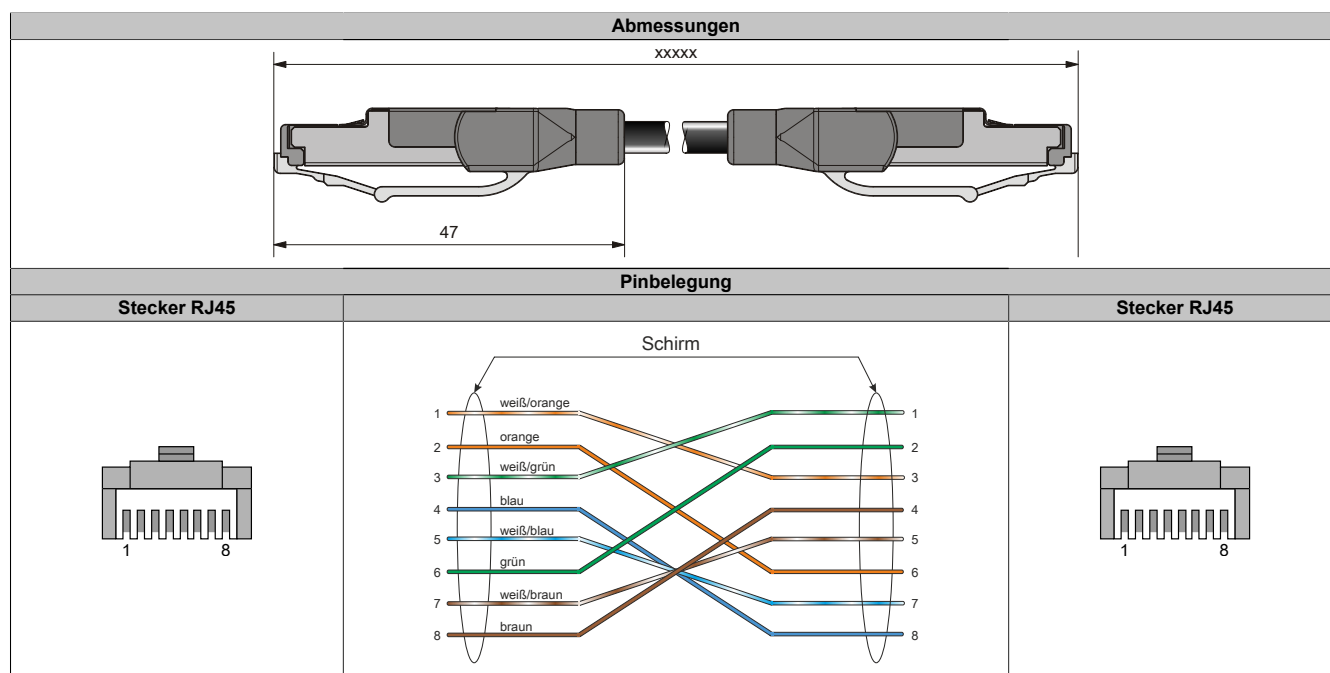 Abmessungen
xxxxx
47
Pinbelegung
Stecker RJ45
Stecker RJ45
Schirm
1 weiß/orange 1
2 orange 2
3 weiß/grün 3
4 blau 4
5 weiß/blau 5
6 grün 6
7 weiß/braun 7
8 braun 8
1 8
1 8